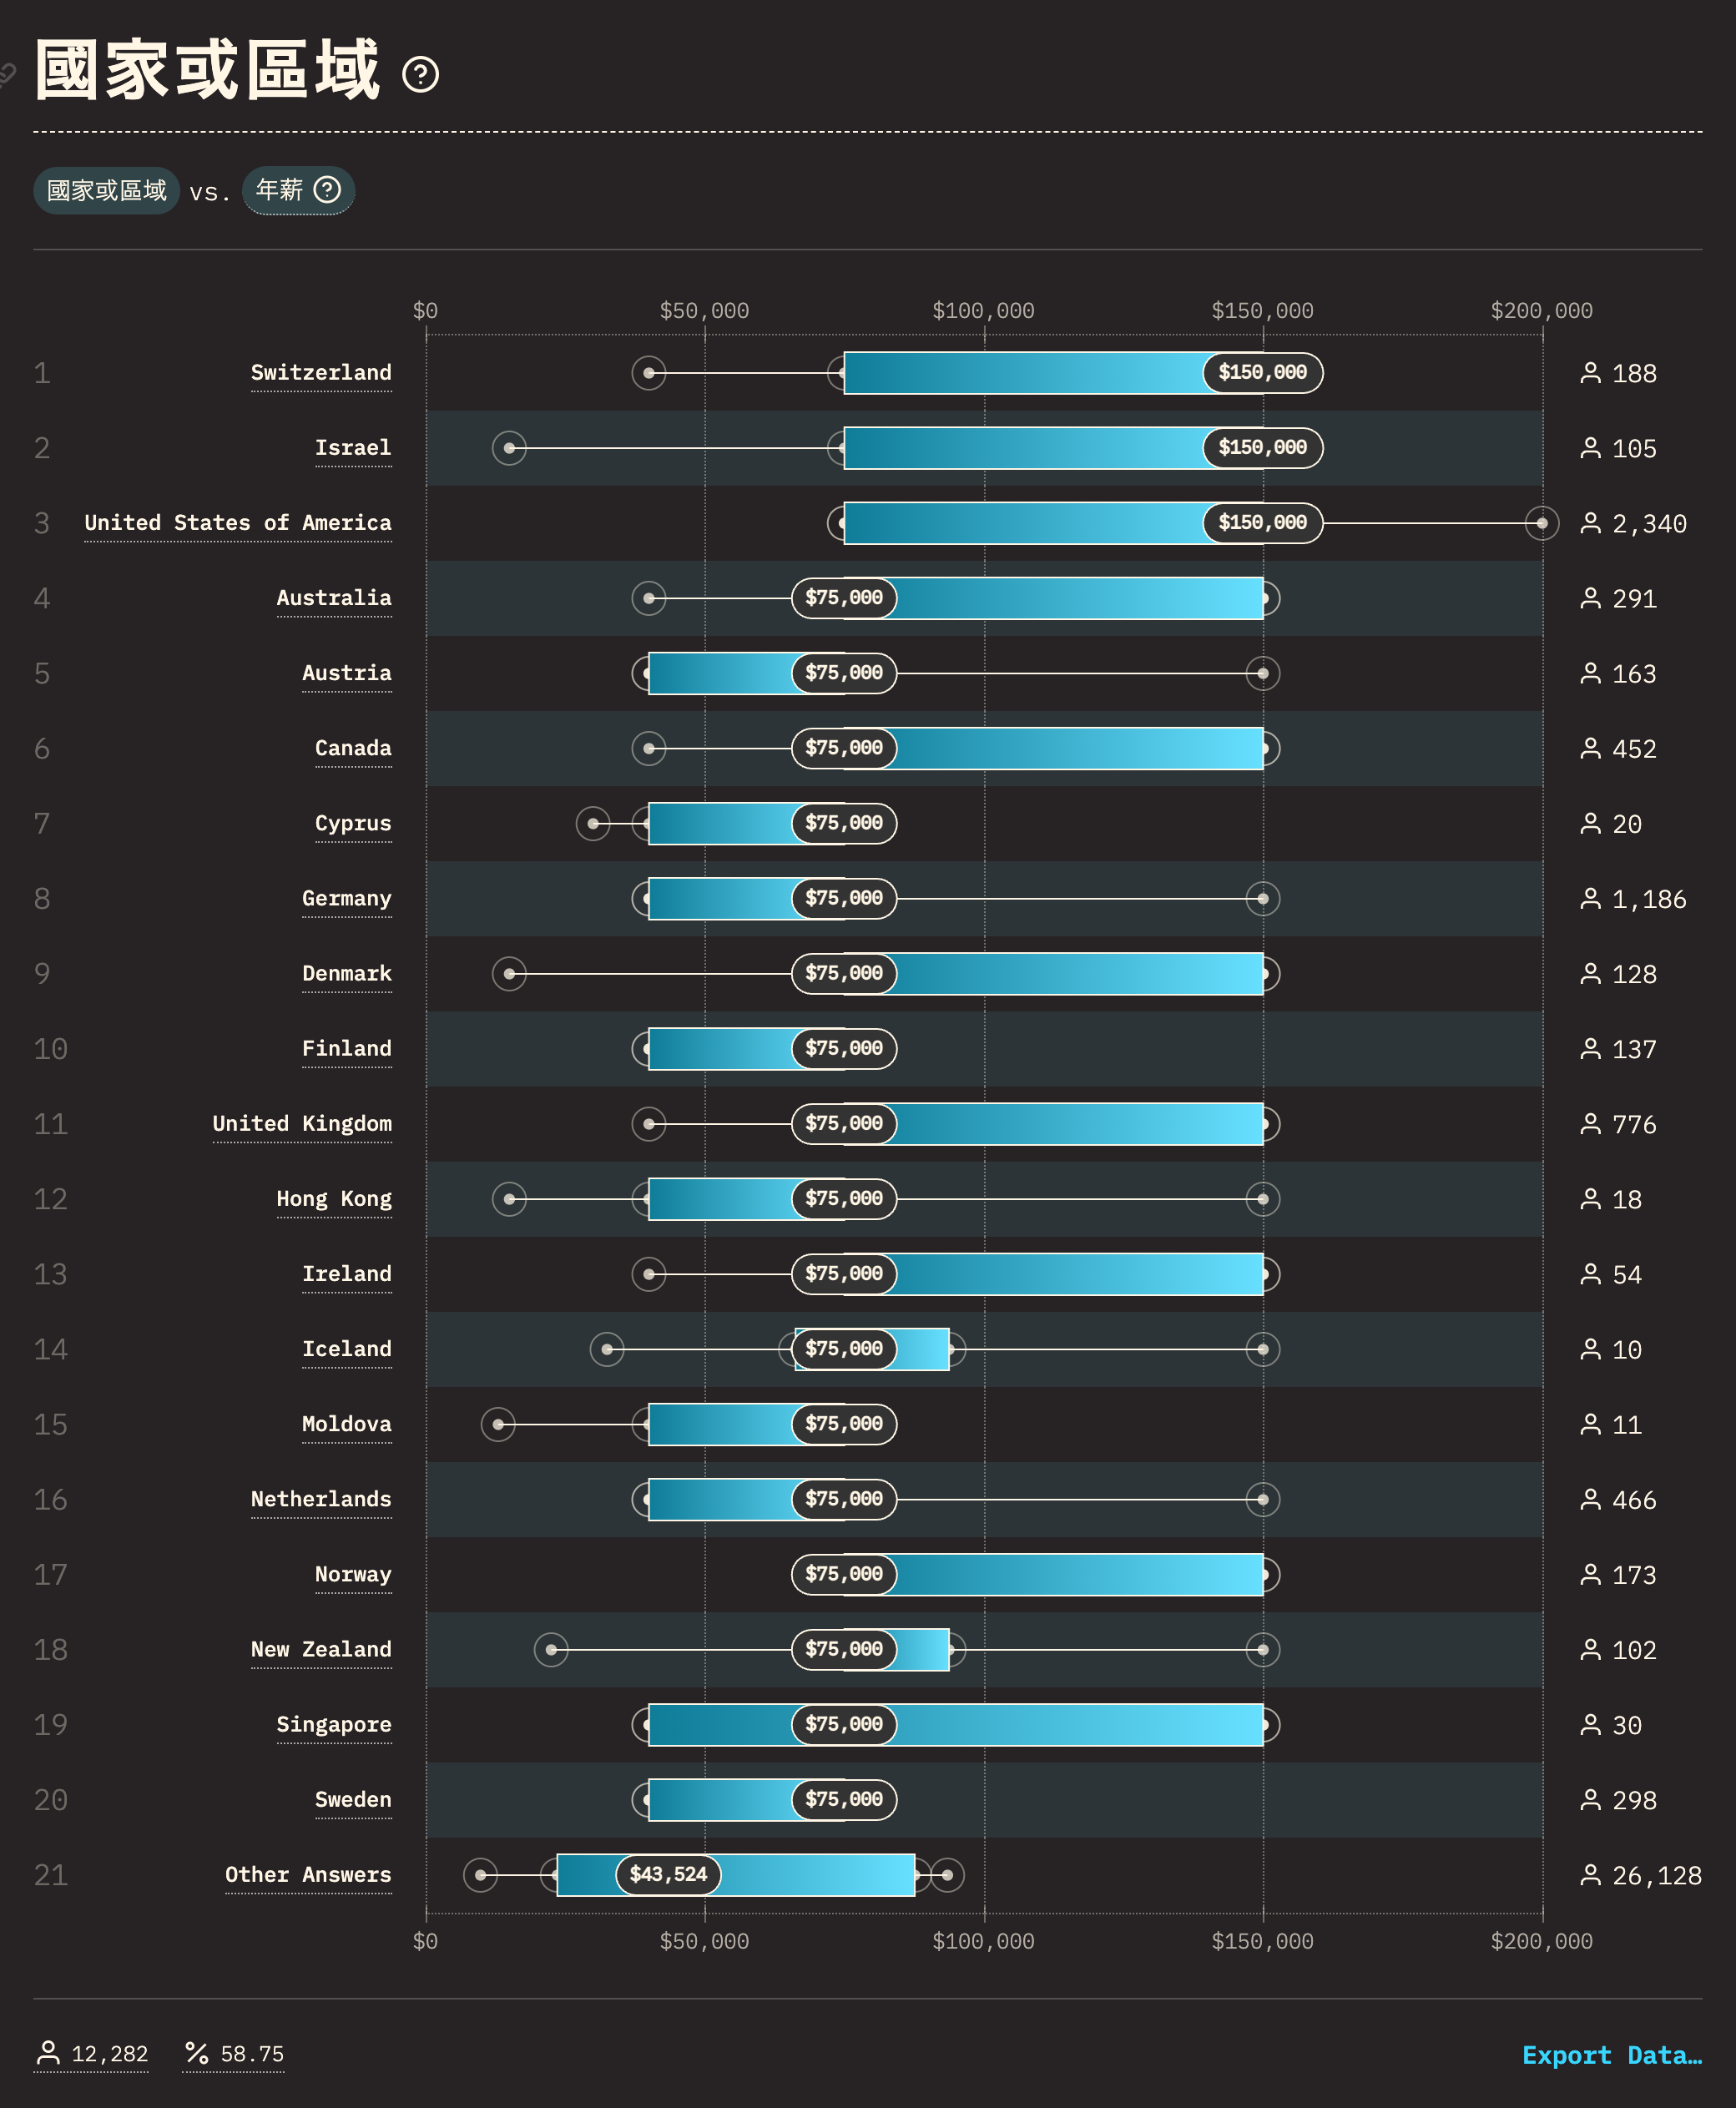 國家或區域
國家或區域 vs. 年薪
$0 $50,000 $100,000 $150,000 $200,000
1 Switzerland $150,000 188
2 Israel $150,000 105
3 United States of America $150,000 2,340
4 Australia $75,000 291
5 Austria $75,000 163
6 Canada $75,000 452
7 Cyprus $75,000 20
8 Germany $75,000 1,186
9 Denmark $75,000 128
10 Finland $75,000 137
11 United Kingdom $75,000 776
12 Hong Kong $75,000 18
13 Ireland $75,000 54
14 Iceland $75,000 10
15 Moldova $75,000 11
16 Netherlands $75,000 466
17 Norway $75,000 173
18 New Zealand $75,000 102
19 Singapore $75,000 30
20 Sweden $75,000 298
21 Other Answers $43,524 26,128
$0 $50,000 $100,000 $150,000 $200,000
12,282 % 58.75 Export Data…